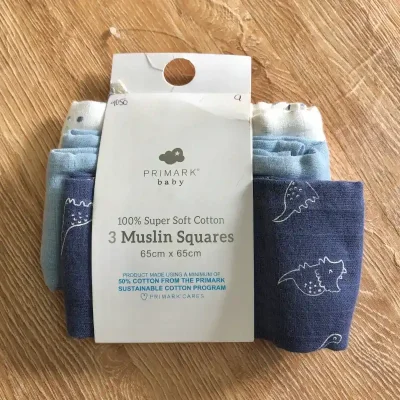 PRIMARK®
baby
100% Super Soft Cotton
3 Muslin Squares
65cm x 65cm
PRODUCT MADE USING A MINIMUM OF
50% COTTON FROM THE PRIMARK
SUSTAINABLE COTTON PROGRAM
PRIMARK CARES